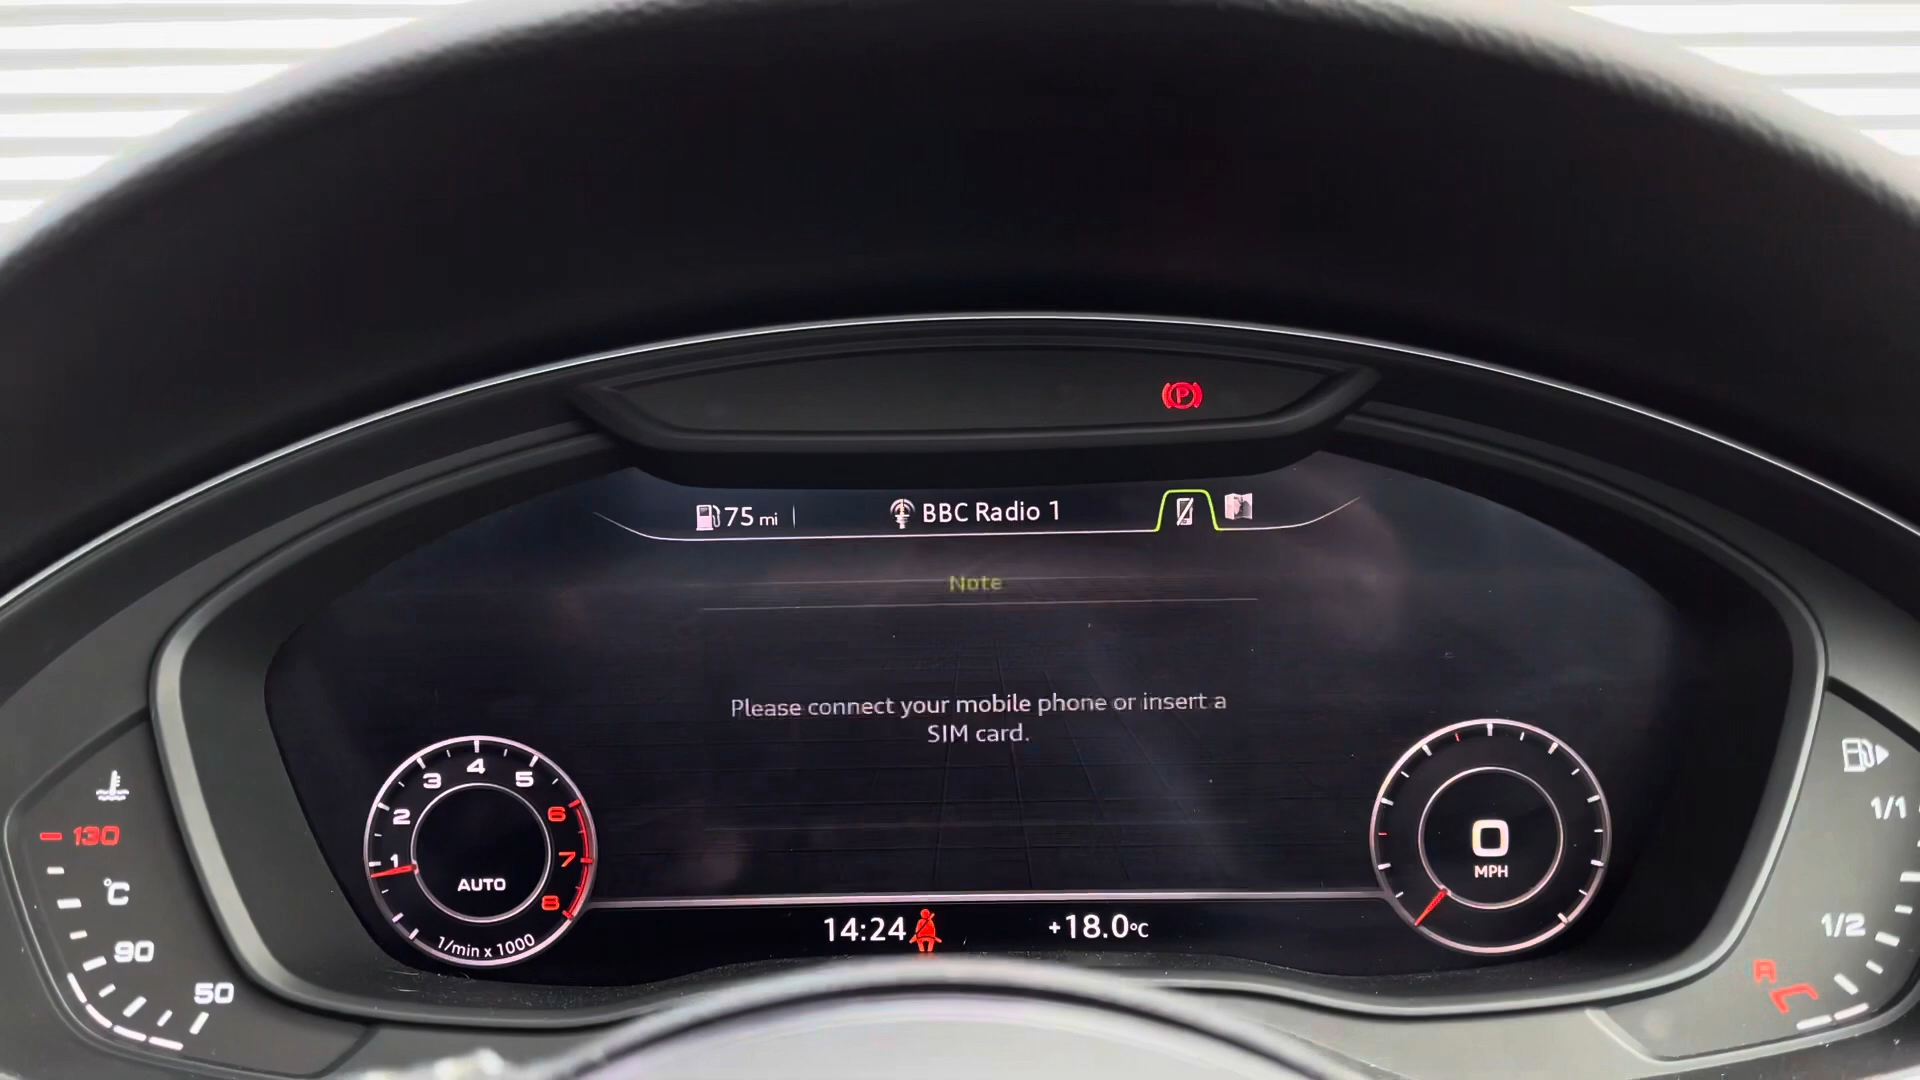 P
75 mi
BBC Radio 1
Note
Please connect your mobile phone or insert a
SIM card.
1
2
3
4
5
6
7
8
AUTO
1/min x 1000
0
MPH
14:24
+18.0°C
130
°C
90
50
1/1
1/2
R